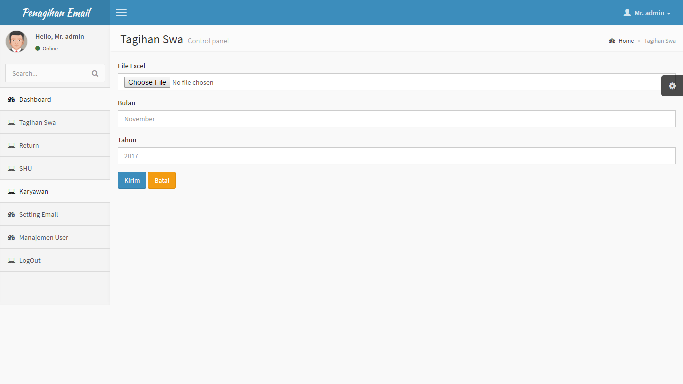 Penagihan Email
Mr. admin
Hello, Mr. admin
Online
Search...
Dashboard
Tagihan Swa
Return
SHU
Karyawan
Setting Email
Manajemen User
LogOut
Tagihan Swa Control panel
Home > Tagihan Swa
File Excel
Choose File No file chosen
Bulan
November
Tahun
2017
Kirim Batal